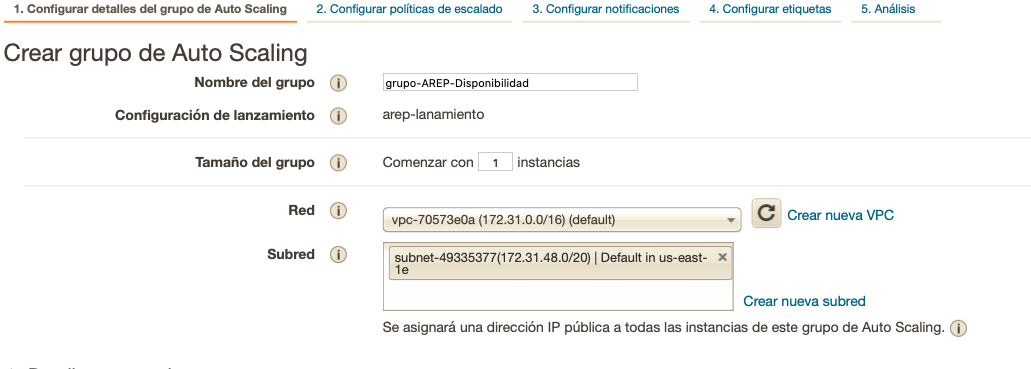 1. Configurar detalles del grupo de Auto Scaling 2. Configurar políticas de escalado 3. Configurar notificaciones 4. Configurar etiquetas 5. Análisis
Crear grupo de Auto Scaling
Nombre del grupo i grupo-AREP-Disponibilidad
Configuración de lanzamiento i arep-lanamiento
Tamaño del grupo i Comenzar con 1 instancias
Red i vpc-70573e0a (172.31.0.0/16) (default) Crear nueva VPC
Subred i subnet-49335377(172.31.48.0/20) | Default in us-east-
1e
Crear nueva subred
Se asignará una dirección IP pública a todas las instancias de este grupo de Auto Scaling. i